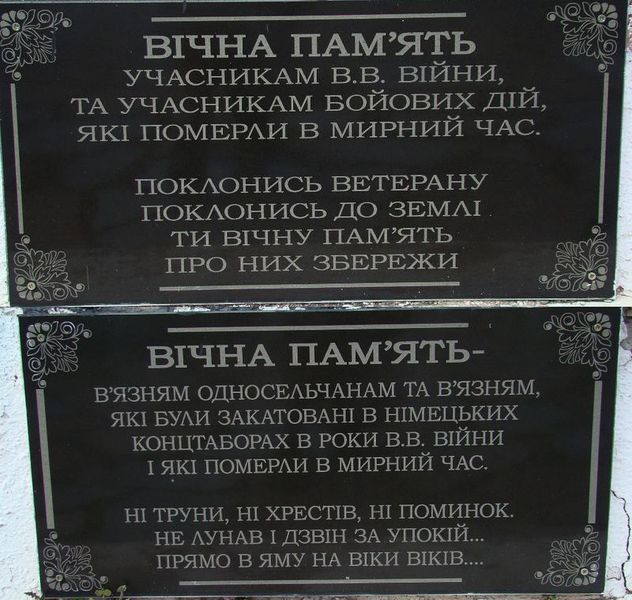 ВІЧНА ПАМ'ЯТЬ
УЧАСНИКАМ В.В. ВІЙНИ,
ТА УЧАСНИКАМ БОЙОВИХ ДІЙ,
ЯКІ ПОМЕРЛИ В МИРНИЙ ЧАС.
ПОКЛОНИСЬ ВЕТЕРАНУ
ПОКЛОНИСЬ ДО ЗЕМЛІ
ТИ ВІЧНУ ПАМ'ЯТЬ
ПРО НИХ ЗБЕРЕЖИ
ВІЧНА ПАМ'ЯТЬ-
В'ЯЗНЯМ ОДНОСЕЛЬЧАНАМ ТА В'ЯЗНЯМ,
ЯКІ БУЛИ ЗАКАТОВАНІ В НІМЕЦЬКИХ
КОНЦТАБОРАХ В РОКИ В.В. ВІЙНИ
І ЯКІ ПОМЕРЛИ В МИРНИЙ ЧАС.
НІ ТРУНИ, НІ ХРЕСТІВ, НІ ПОМИНОК.
НЕ ЛУНАВ І ДЗВІН ЗА УПОКІЙ...
ПРЯМО В ЯМУ НА ВІКИ ВІКІВ....